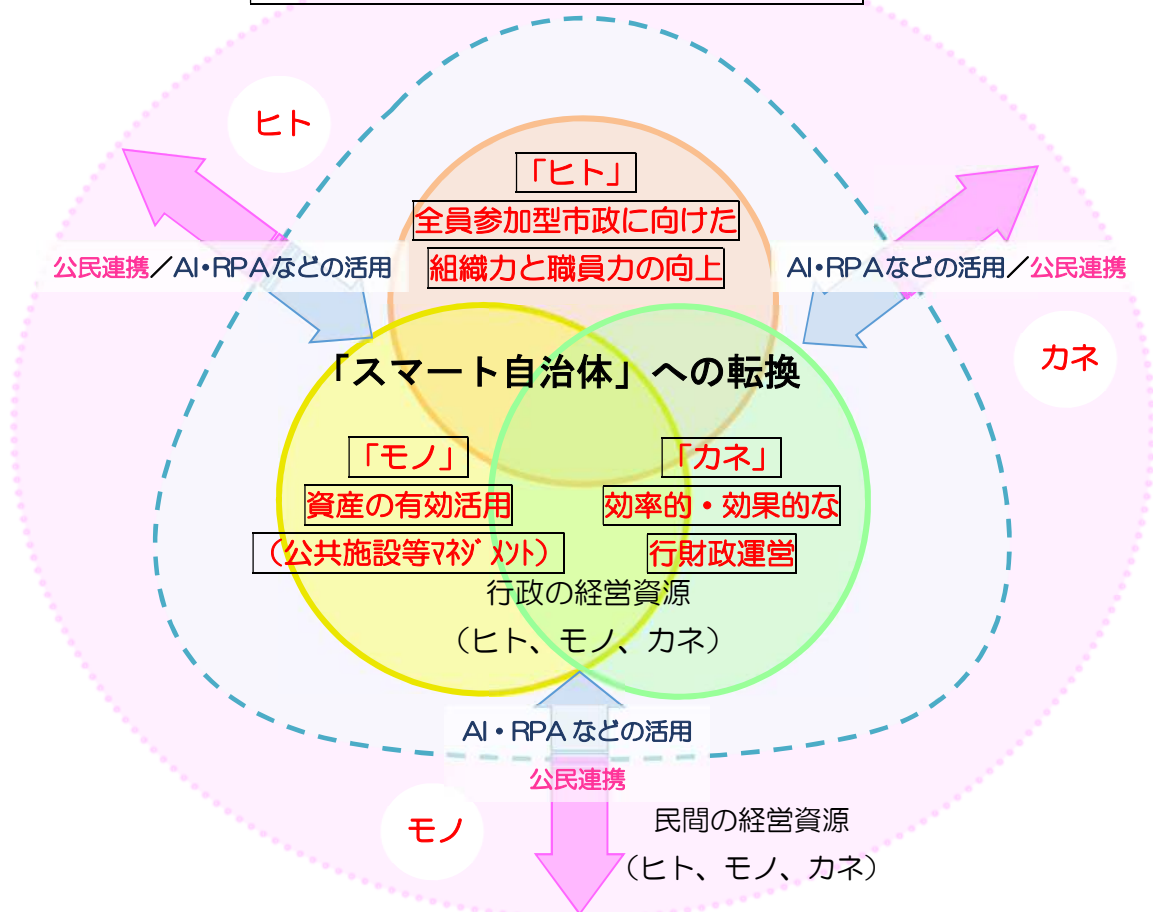 ヒト
「ヒト」
全員参加型市政に向けた
組織力と職員力の向上
公民連携／AI・RPAなどの活用
AI・RPAなどの活用／公民連携
カネ
「スマート自治体」への転換
「モノ」
資産の有効活用
（公共施設等ﾏﾈｼﾞﾒﾝﾄ）
「カネ」
効率的・効果的な
行財政運営
行政の経営資源
（ヒト、モノ、カネ）
AI・RPA などの活用
公民連携
モノ
民間の経営資源
（ヒト、モノ、カネ）